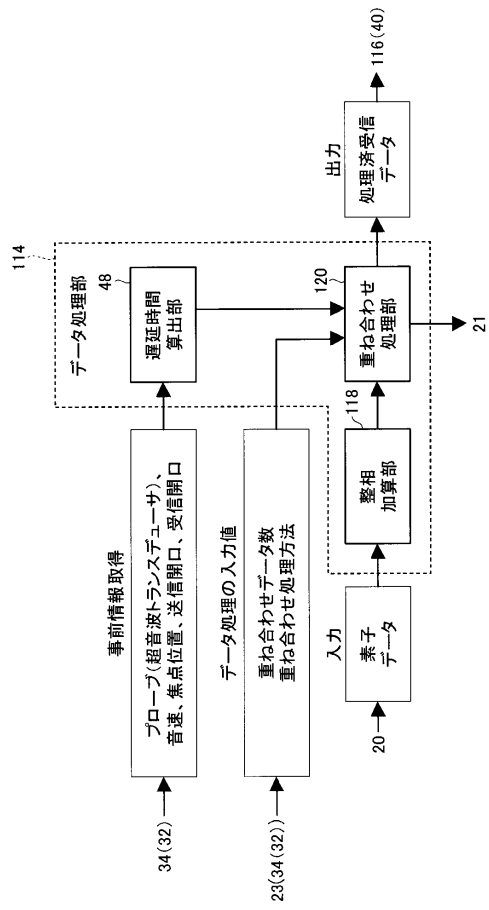 114
データ処理部
事前情報取得
34(32)
プローブ(超音波トランスデューサ)、
音速、焦点位置、送信開口、受信開口
48
遅延時間
算出部
データ処理の入力値
23(34(32))
重ね合わせデータ数
重ね合わせ処理方法
入力
20
素子
データ
118
整相
加算部
120
重ね合わせ
処理部
21
出力
処理済受信
データ
116(40)